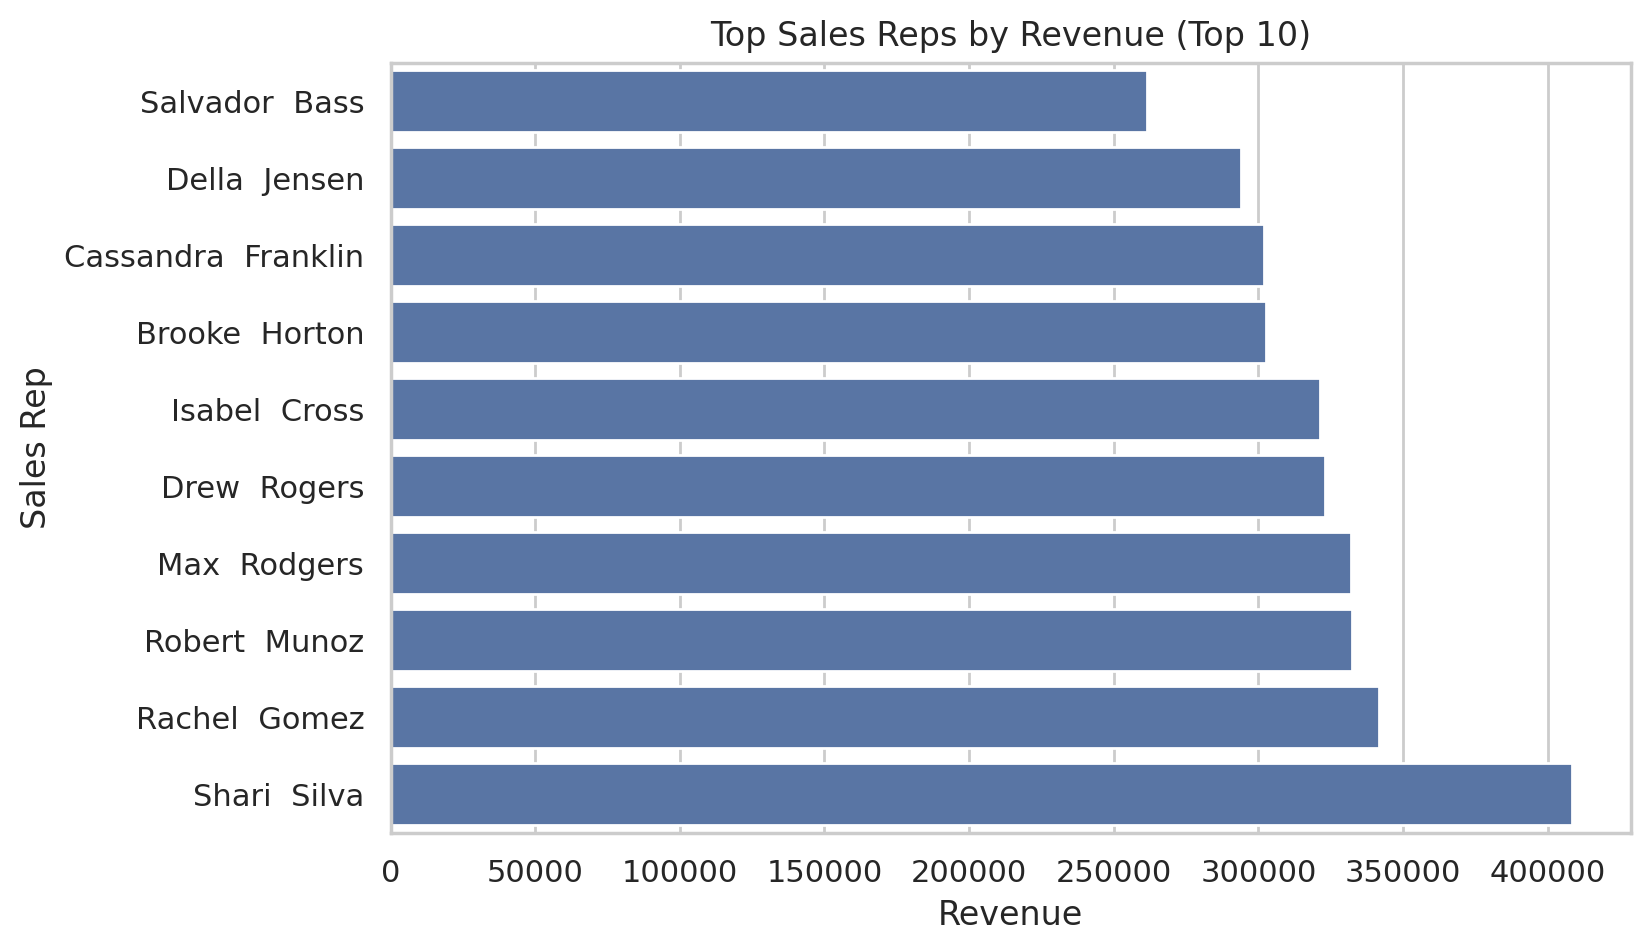 Top Sales Reps by Revenue (Top 10)
Sales Rep
Salvador  Bass
Della  Jensen
Cassandra  Franklin
Brooke  Horton
Isabel  Cross
Drew  Rogers
Max  Rodgers
Robert  Munoz
Rachel  Gomez
Shari  Silva
0 50000 100000 150000 200000 250000 300000 350000 400000
Revenue